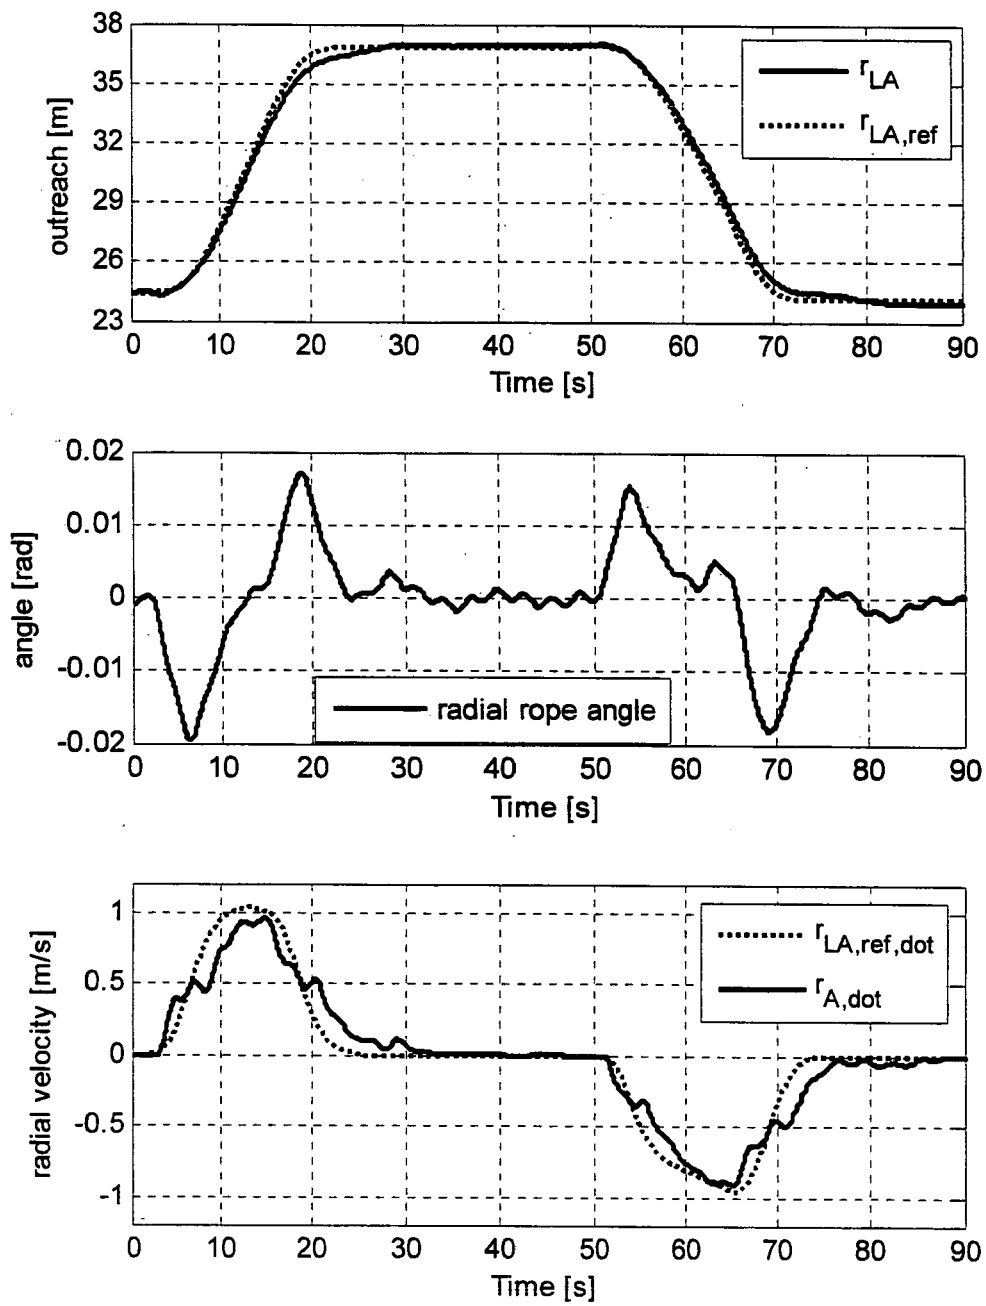 38
35
32
29
26
23
outreach [m]
r_LA
r_LA,ref
0 10 20 30 40 50 60 70 80 90
Time [s]
0.02
0.01
0
-0.01
-0.02
angle [rad]
radial rope angle
0 10 20 30 40 50 60 70 80 90
Time [s]
1
0.5
0
-0.5
-1
radial velocity [m/s]
r_LA,ref,dot
r_A,dot
0 10 20 30 40 50 60 70 80 90
Time [s]